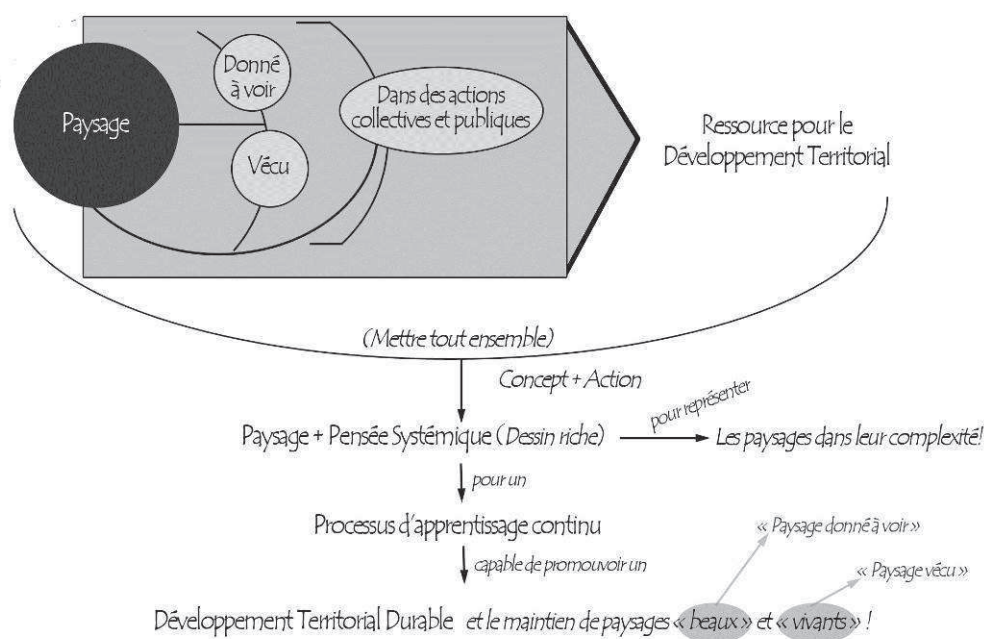 Paysage
Donné
à voir
Vécu
Dans des actions
collectives et publiques
Ressource pour le
Développement Territorial
(Mettre tout ensemble)
Concept + Action
Paysage + Pensée Systémique (Dessin riche)
pour représenter
Les paysages dans leur complexité!
pour un
Processus d'apprentissage continu
« Paysage donné à voir »
capable de promouvoir un
« Paysage vécu »
Développement Territorial Durable et le maintien de paysages « beaux » et « vivants » !